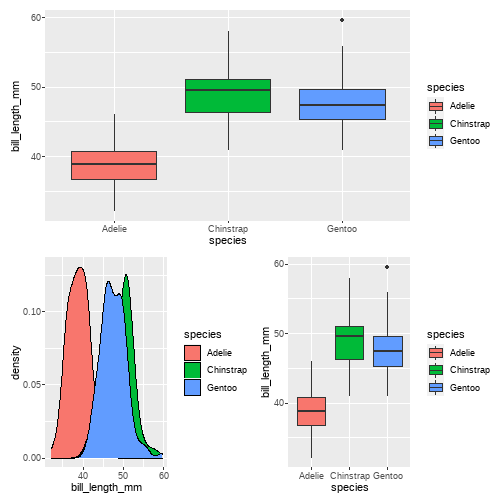 60
50
40
bill_length_mm
Adelie
Chinstrap
Gentoo
species
species
Adelie
Chinstrap
Gentoo
0.10
0.05
0.00
density
40
50
60
bill_length_mm
species
Adelie
Chinstrap
Gentoo
60
50
40
bill_length_mm
Adelie
Chinstrap
Gentoo
species
species
Adelie
Chinstrap
Gentoo